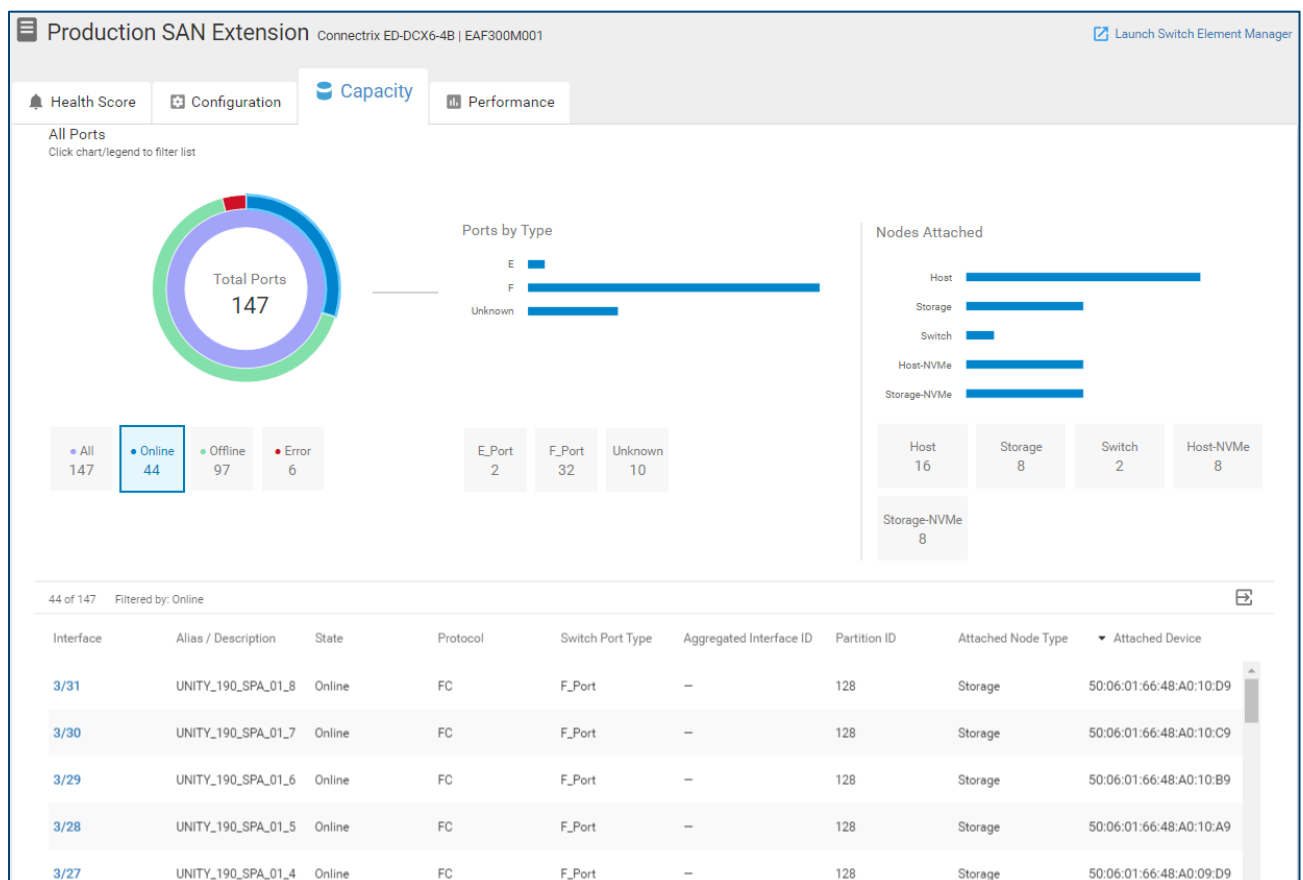 Production SAN Extension Connectrix ED-DCX6-4B | EAF300M001
Launch Switch Element Manager
Health Score
Configuration
Capacity
Performance
All Ports
Click chart/legend to filter list
Total Ports
147
Ports by Type
E
F
Unknown
Nodes Attached
Host
Storage
Switch
Host-NVMe
Storage-NVMe
All
147
Online
44
Offline
97
Error
6
E_Port
2
F_Port
32
Unknown
10
Host
16
Storage
8
Switch
2
Host-NVMe
8
Storage-NVMe
8
44 of 147 Filtered by: Online
Interface Alias / Description State Protocol Switch Port Type Aggregated Interface ID Partition ID Attached Node Type Attached Device
3/31 UNITY_190_SPA_01_8 Online FC F_Port – 128 Storage 50:06:01:66:48:A0:10:D9
3/30 UNITY_190_SPA_01_7 Online FC F_Port – 128 Storage 50:06:01:66:48:A0:10:C9
3/29 UNITY_190_SPA_01_6 Online FC F_Port – 128 Storage 50:06:01:66:48:A0:10:B9
3/28 UNITY_190_SPA_01_5 Online FC F_Port – 128 Storage 50:06:01:66:48:A0:10:A9
3/27 UNITY_190_SPA_01_4 Online FC F_Port – 128 Storage 50:06:01:66:48:A0:09:D9